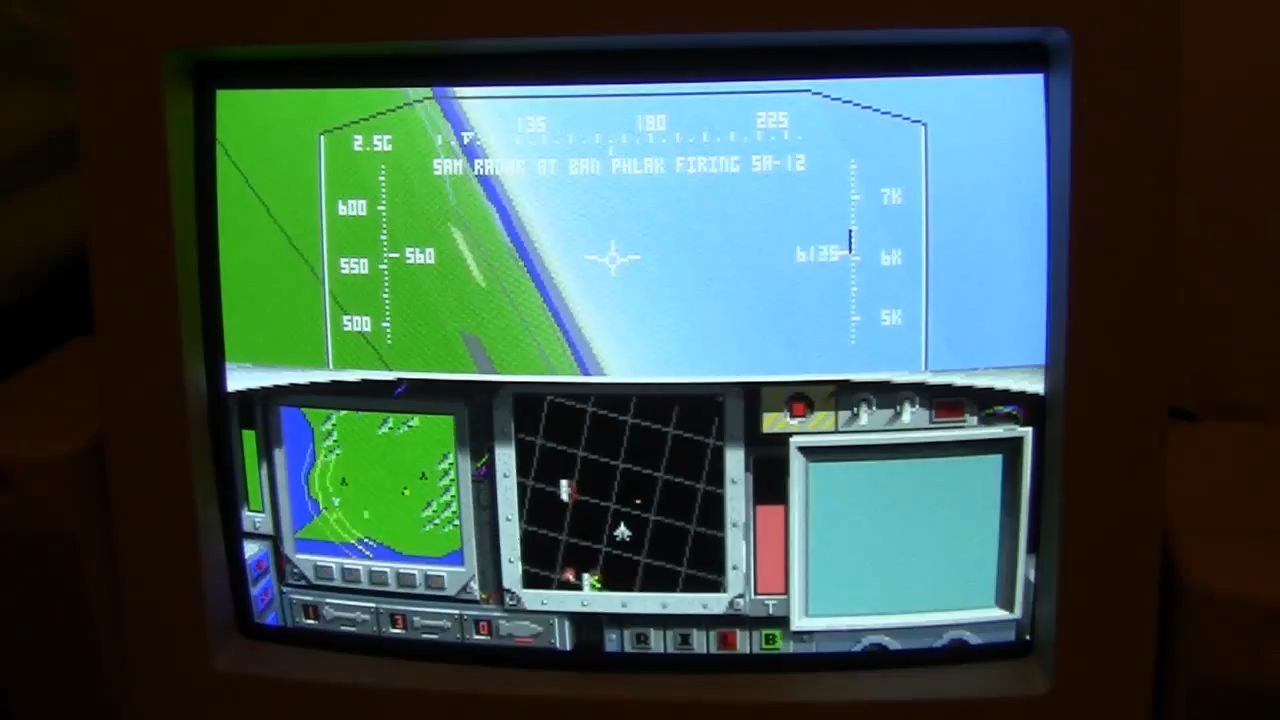 135 180 225
2.5G
SAM RADAR AT BAN PHLAK FIRING SA-12
600 7K
560 6135
550 6K
500 5K
F
T
1 3 0
R I L B